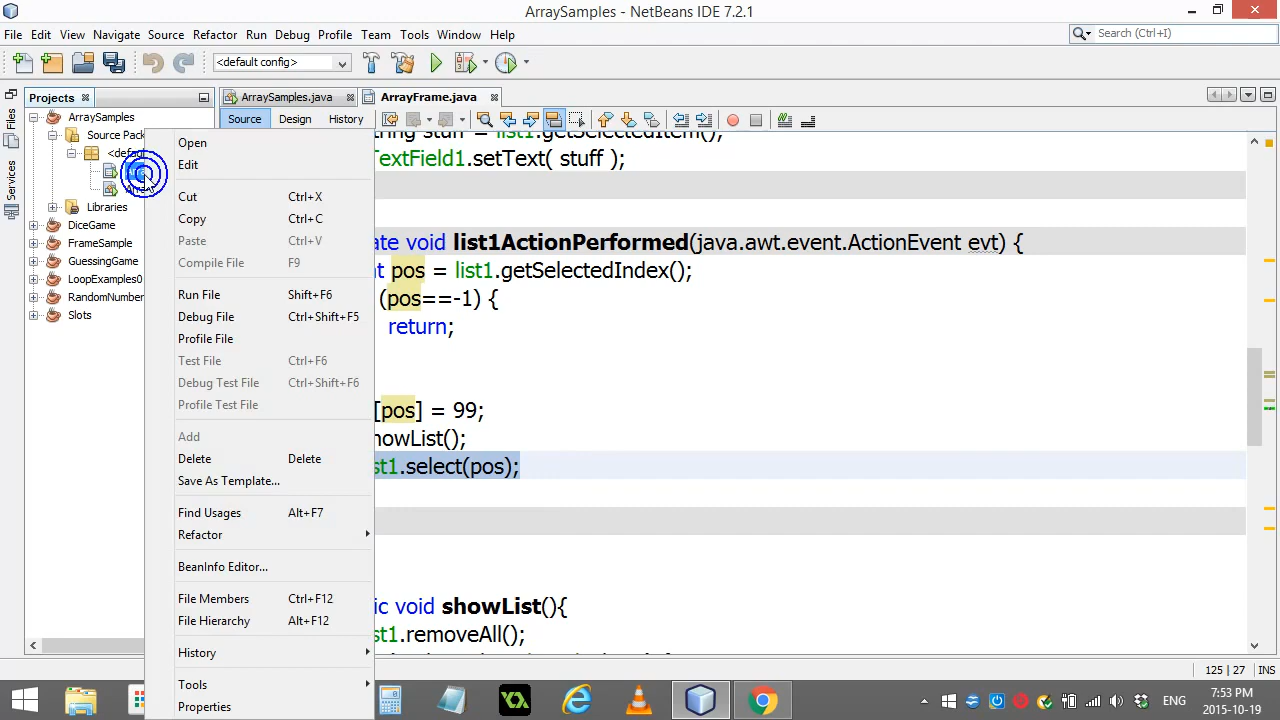 ArraySamples - NetBeans IDE 7.2.1
File Edit View Navigate Source Refactor Run Debug Profile Team Tools Window Help
Search (Ctrl+I)
<default config>
Files
Services
Projects
ArraySamples.java
ArrayFrame.java
Source Design History
ArraySamples
Source Pack
<defau
Libraries
DiceGame
FrameSample
GuessingGame
LoopExamples0
RandomNumber
Slots
Open
Edit
Cut Ctrl+X
Copy Ctrl+C
Paste Ctrl+V
Compile File F9
Run File Shift+F6
Debug File Ctrl+Shift+F5
Profile File
Test File Ctrl+F6
Debug Test File Ctrl+Shift+F6
Profile Test File
Add
Delete Delete
Save As Template...
Find Usages Alt+F7
Refactor
BeanInfo Editor...
File Members Ctrl+F12
File Hierarchy Alt+F12
History
Tools
Properties
tring stuff = list1.getSelectedItem();
TextField1.setText( stuff );
ate void list1ActionPerformed(java.awt.event.ActionEvent evt) {
t pos = list1.getSelectedIndex();
(pos==-1) {
return;
[pos] = 99;
howList();
st1.select(pos);
ic void showList(){
st1.removeAll();
125 | 27 INS
ENG
7:53 PM
2015-10-19